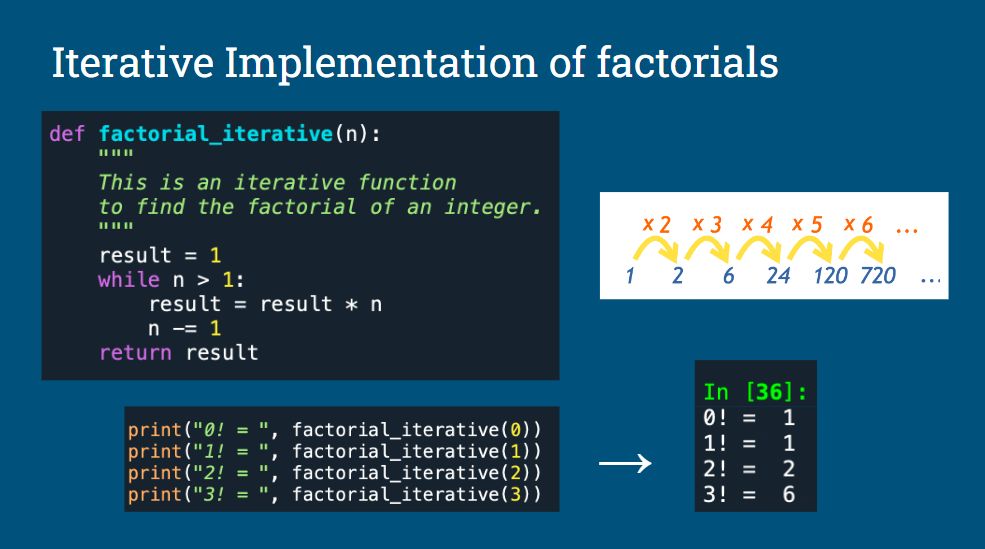 Iterative Implementation of factorials
def factorial_iterative(n):
    """
    This is an iterative function
    to find the factorial of an integer.
    """
    result = 1
    while n > 1:
        result = result * n
        n -= 1
    return result
x 2 x 3 x 4 x 5 x 6 ...
1 2 6 24 120 720 ...
print("0! = ", factorial_iterative(0))
print("1! = ", factorial_iterative(1))
print("2! = ", factorial_iterative(2))
print("3! = ", factorial_iterative(3))
→
In [36]:
0! =  1
1! =  1
2! =  2
3! =  6